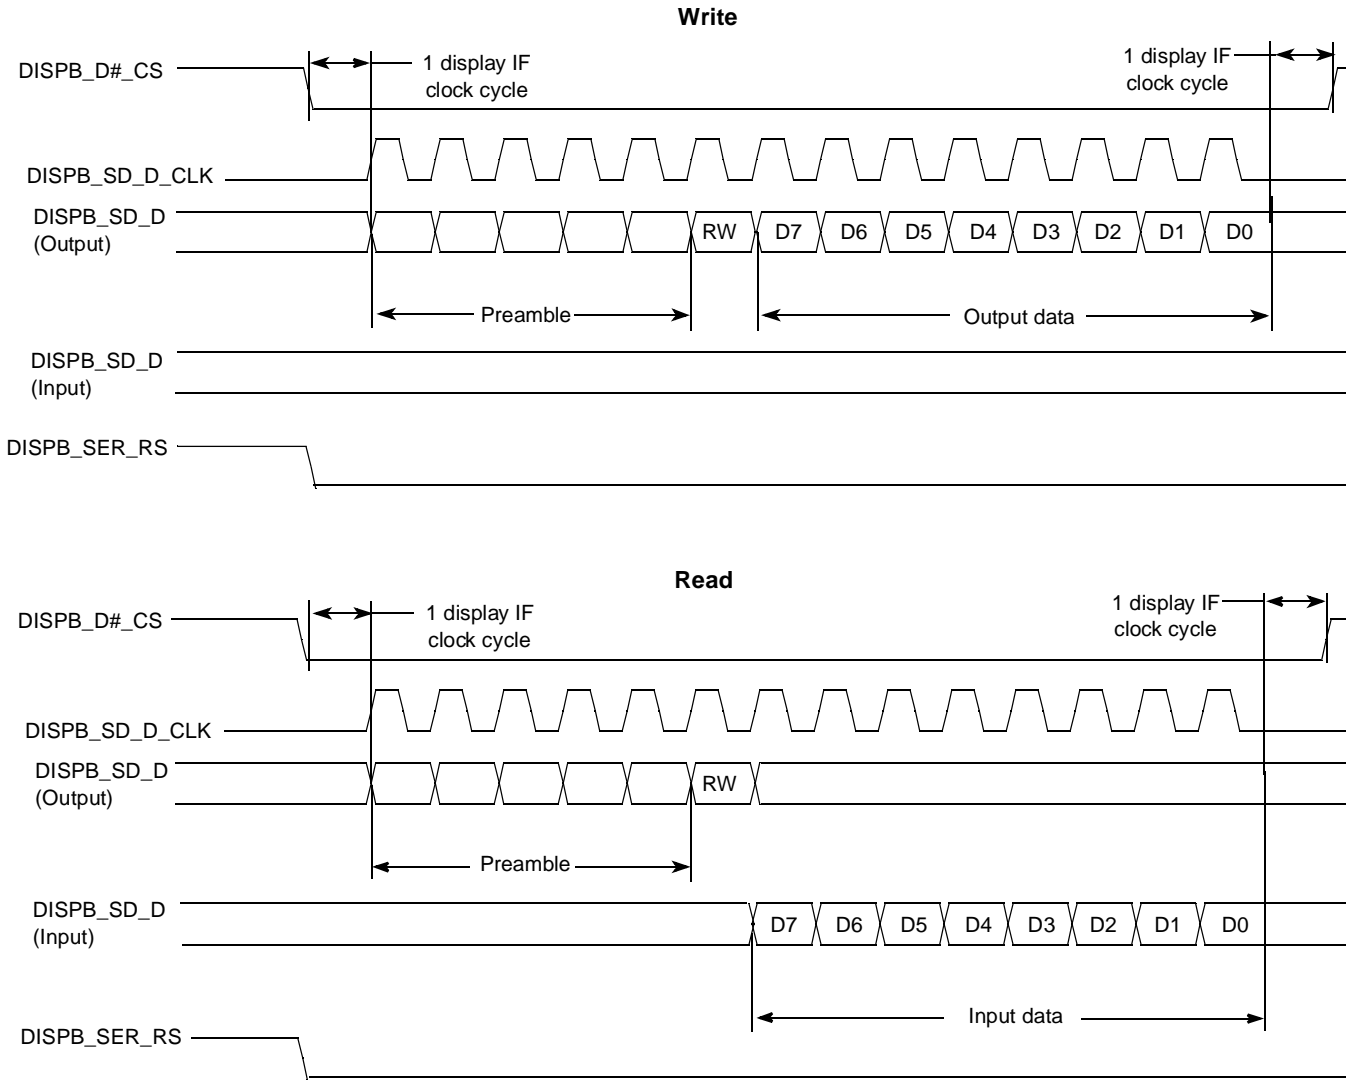 Write
DISPB_D#_CS
1 display IF
clock cycle
1 display IF
clock cycle
DISPB_SD_D_CLK
DISPB_SD_D
(Output)
RW D7 D6 D5 D4 D3 D2 D1 D0
Preamble
Output data
DISPB_SD_D
(Input)
DISPB_SER_RS
Read
DISPB_D#_CS
1 display IF
clock cycle
1 display IF
clock cycle
DISPB_SD_D_CLK
DISPB_SD_D
(Output)
RW
Preamble
DISPB_SD_D
(Input)
D7 D6 D5 D4 D3 D2 D1 D0
Input data
DISPB_SER_RS